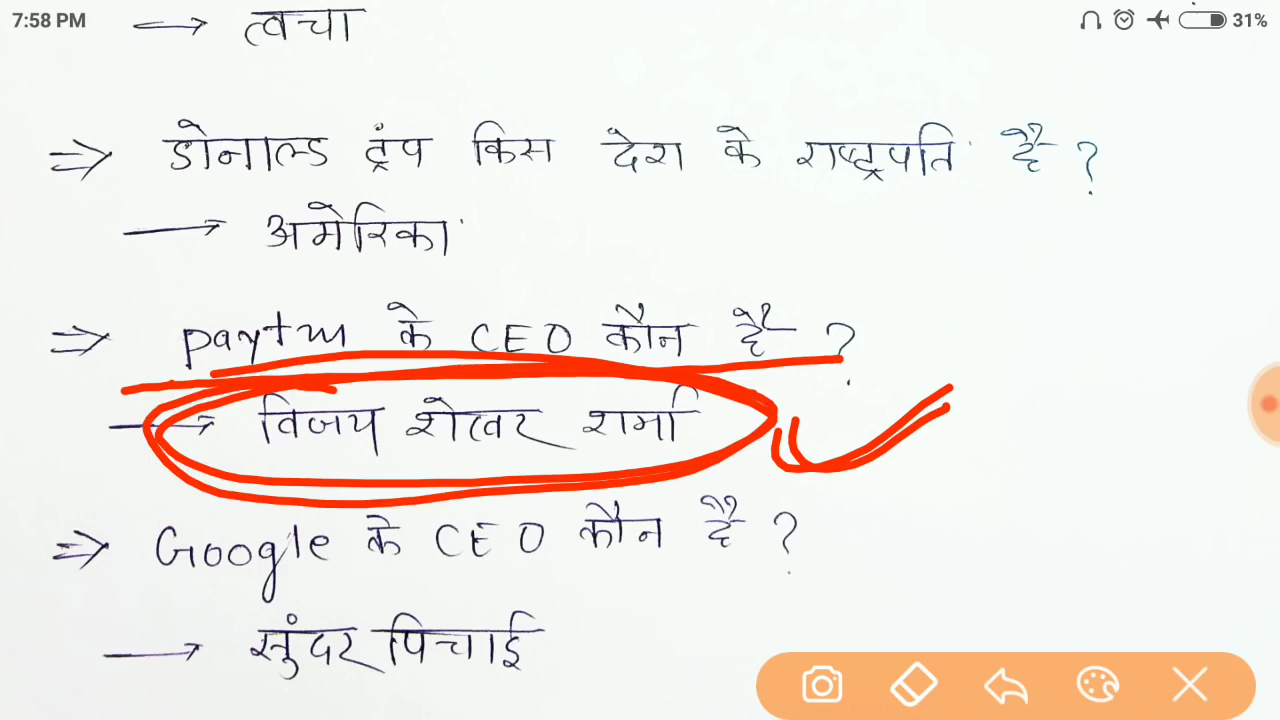 7:58 PM 31%
→ त्वचा
⇒ डोनाल्ड ट्रंप किस देश के राष्ट्रपति है ?
→ अमेरिका
⇒ paytm के CEO कौन है ?
→ विजय शेखर शर्मा
⇒ Google के CEO कौन है ?
→ सुंदर पिचाई